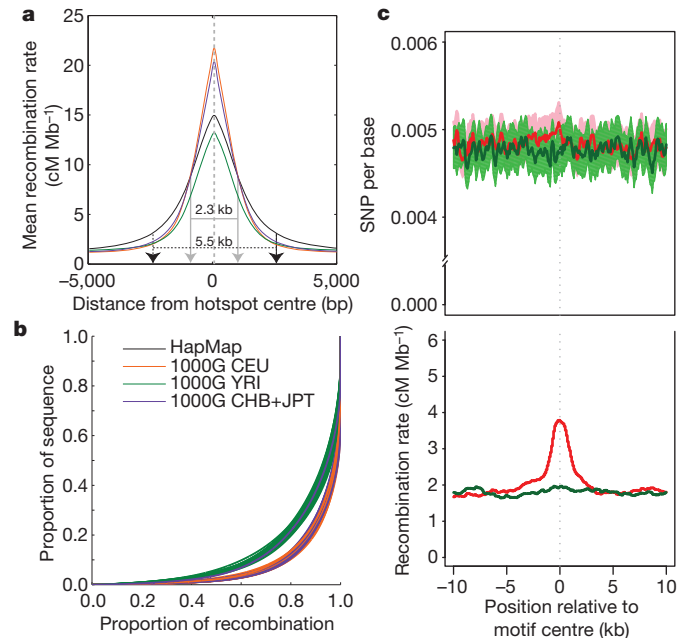 a
Mean recombination rate
(cM Mb⁻¹)
25
20
15
10
5
0
2.3 kb
5.5 kb
−5,000
0
5,000
Distance from hotspot centre (bp)
b
Proportion of sequence
1.0
0.8
0.6
0.4
0.2
0.0
HapMap
1000G CEU
1000G YRI
1000G CHB+JPT
0.0
0.2
0.4
0.6
0.8
1.0
Proportion of recombination
c
SNP per base
0.006
0.005
0.004
0.000
Recombination rate (cM Mb⁻¹)
6
5
4
3
2
1
0
−10
−5
0
5
10
Position relative to
motif centre (kb)